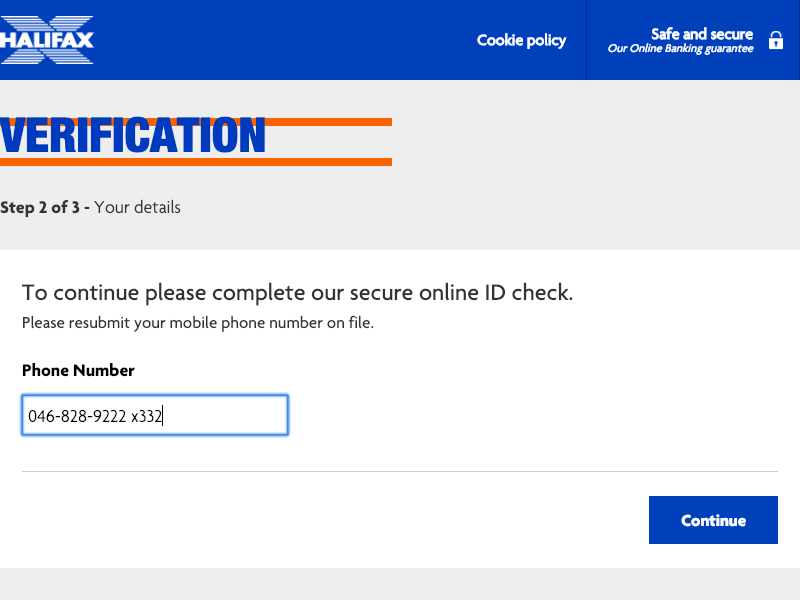 HALIFAX
Cookie policy
Safe and secure
Our Online Banking guarantee
VERIFICATION
Step 2 of 3 - Your details
To continue please complete our secure online ID check.
Please resubmit your mobile phone number on file.
Phone Number
046-828-9222 x332
Continue